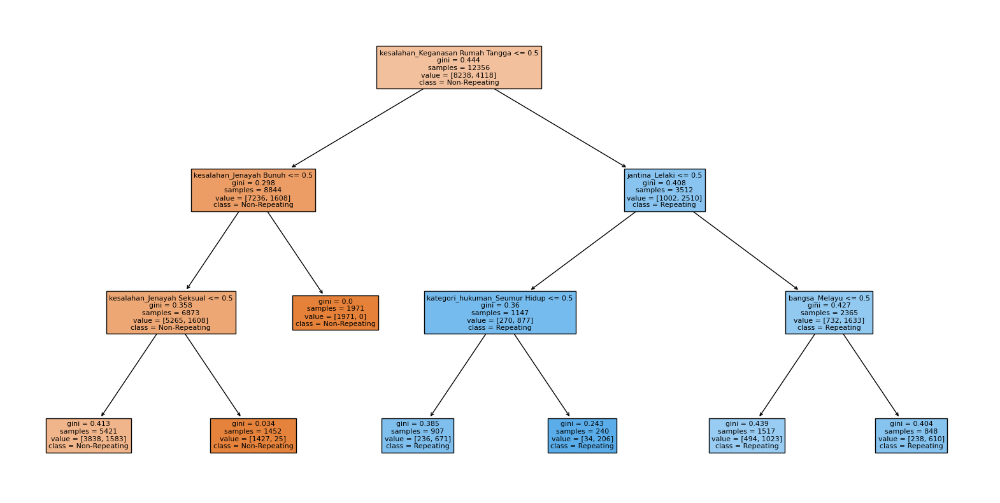 kesalahan_Keganasan Rumah Tangga <= 0.5
gini = 0.444
samples = 12356
value = [8238, 4118]
class = Non-Repeating
kesalahan_Jenayah Bunuh <= 0.5
gini = 0.298
samples = 8844
value = [7236, 1608]
class = Non-Repeating
jantina_Lelaki <= 0.5
gini = 0.408
samples = 3512
value = [1002, 2510]
class = Repeating
kesalahan_Jenayah Seksual <= 0.5
gini = 0.358
samples = 6873
value = [5265, 1608]
class = Non-Repeating
gini = 0.0
samples = 1971
value = [1971, 0]
class = Non-Repeating
kategori_hukuman_Seumur Hidup <= 0.5
gini = 0.36
samples = 1147
value = [270, 877]
class = Repeating
bangsa_Melayu <= 0.5
gini = 0.427
samples = 2365
value = [732, 1633]
class = Repeating
gini = 0.413
samples = 5421
value = [3838, 1583]
class = Non-Repeating
gini = 0.034
samples = 1452
value = [1427, 25]
class = Non-Repeating
gini = 0.385
samples = 907
value = [236, 671]
class = Repeating
gini = 0.243
samples = 240
value = [34, 206]
class = Repeating
gini = 0.439
samples = 1517
value = [494, 1023]
class = Repeating
gini = 0.404
samples = 848
value = [238, 610]
class = Repeating